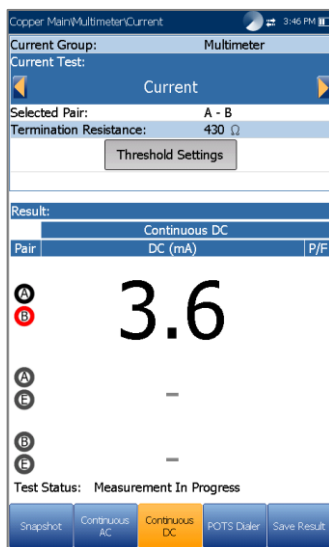 Copper Main\Multimeter\Current 3:46 PM
Current Group: Multimeter
Current Test:
Current
Selected Pair: A - B
Termination Resistance: 430 Ω
Threshold Settings
Result:
Continuous DC
Pair DC (mA) P/F
A
B
3.6
A
E
–
B
E
–
Test Status: Measurement In Progress
Snapshot
Continuous AC
Continuous DC
POTS Dialer
Save Result